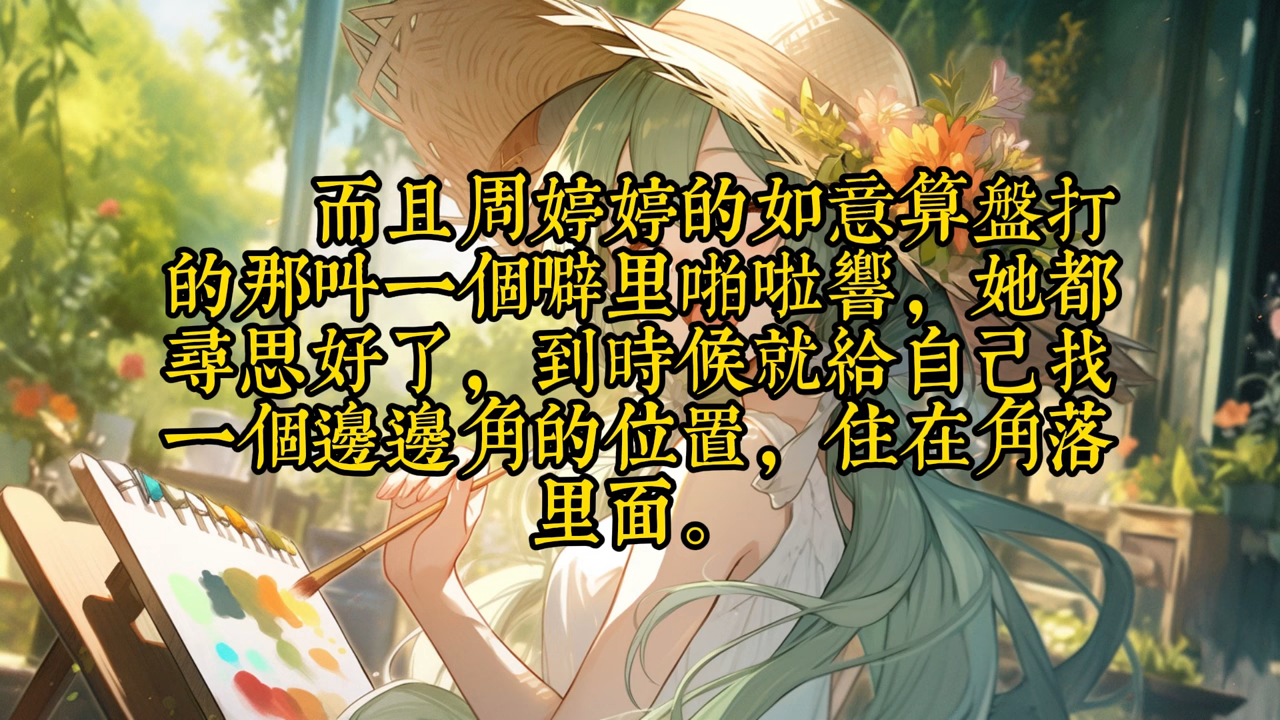 而且周婷婷的如意算盤打
的那叫一個噼里啪啦響，她都
尋思好了，到時候就給自己找
一個邊邊角的位置，住在角落
里面。